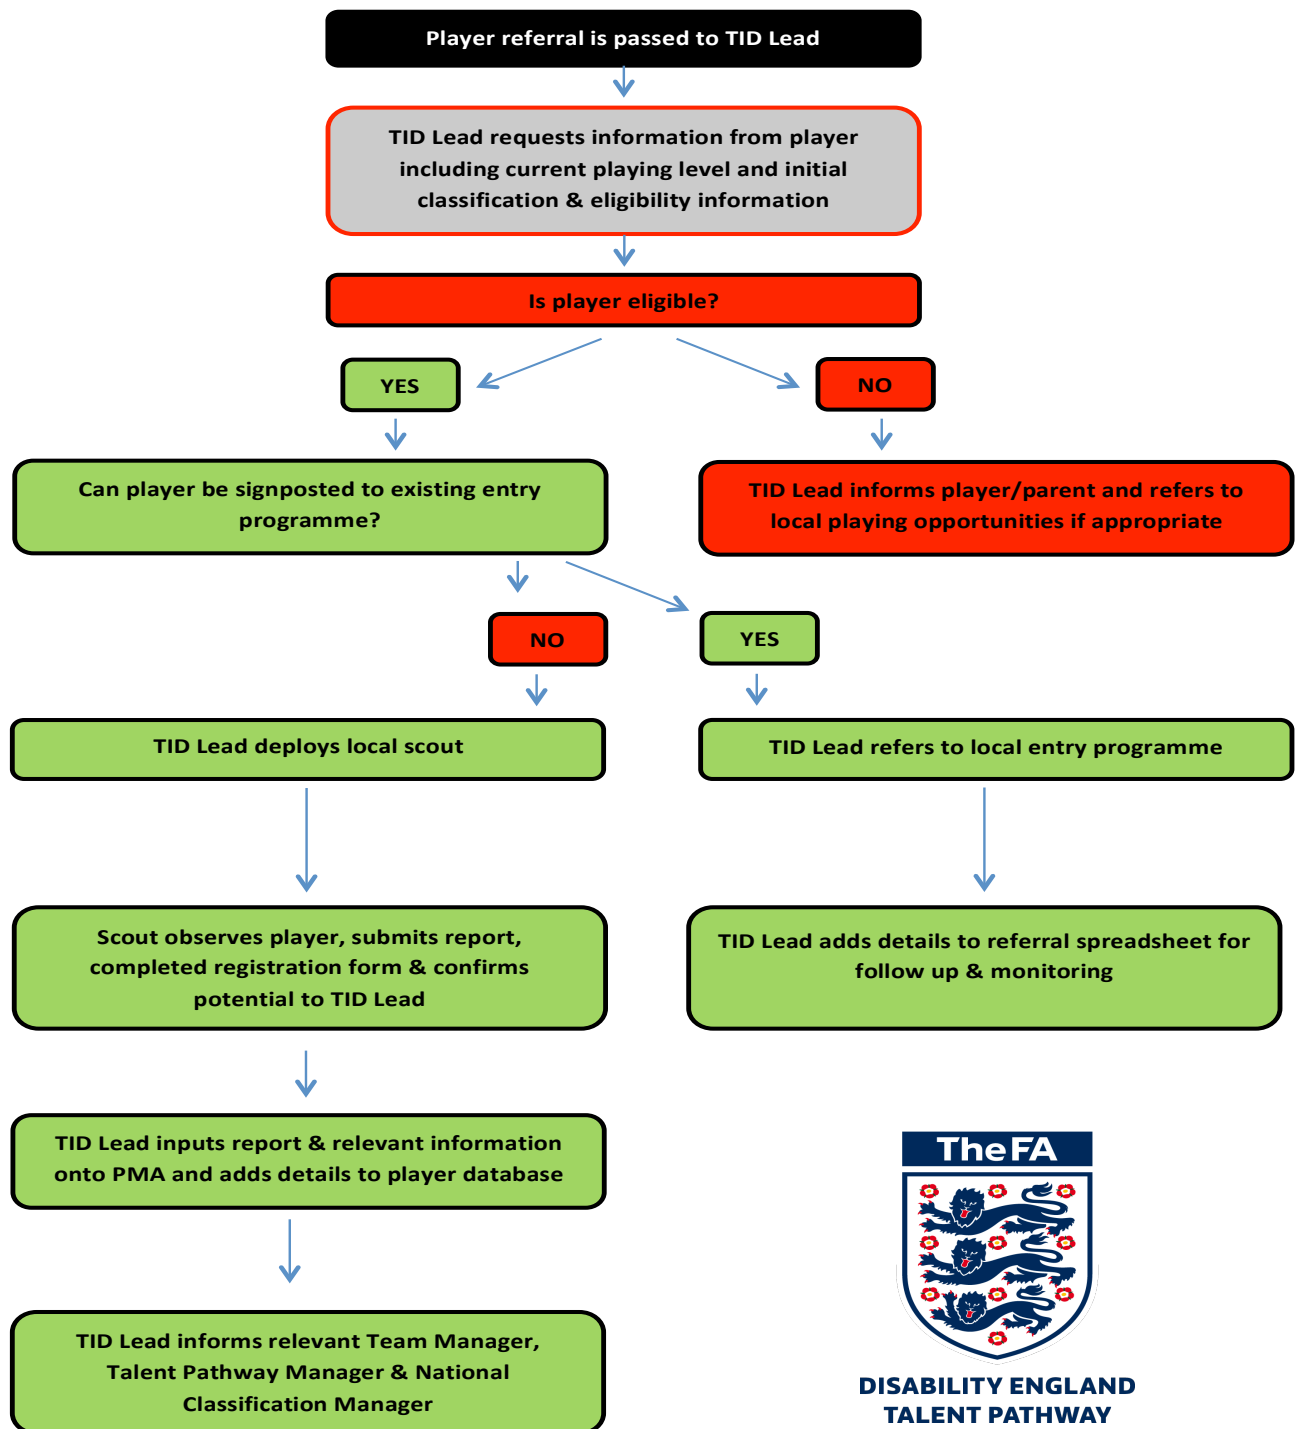 Player referral is passed to TID Lead
TID Lead requests information from player
including current playing level and initial
classification & eligibility information
Is player eligible?
YES
NO
Can player be signposted to existing entry
programme?
TID Lead informs player/parent and refers to
local playing opportunities if appropriate
NO
YES
TID Lead deploys local scout
TID Lead refers to local entry programme
Scout observes player, submits report,
completed registration form & confirms
potential to TID Lead
TID Lead adds details to referral spreadsheet for
follow up & monitoring
TID Lead inputs report & relevant information
onto PMA and adds details to player database
TID Lead informs relevant Team Manager,
Talent Pathway Manager & National
Classification Manager
The FA
DISABILITY ENGLAND
TALENT PATHWAY